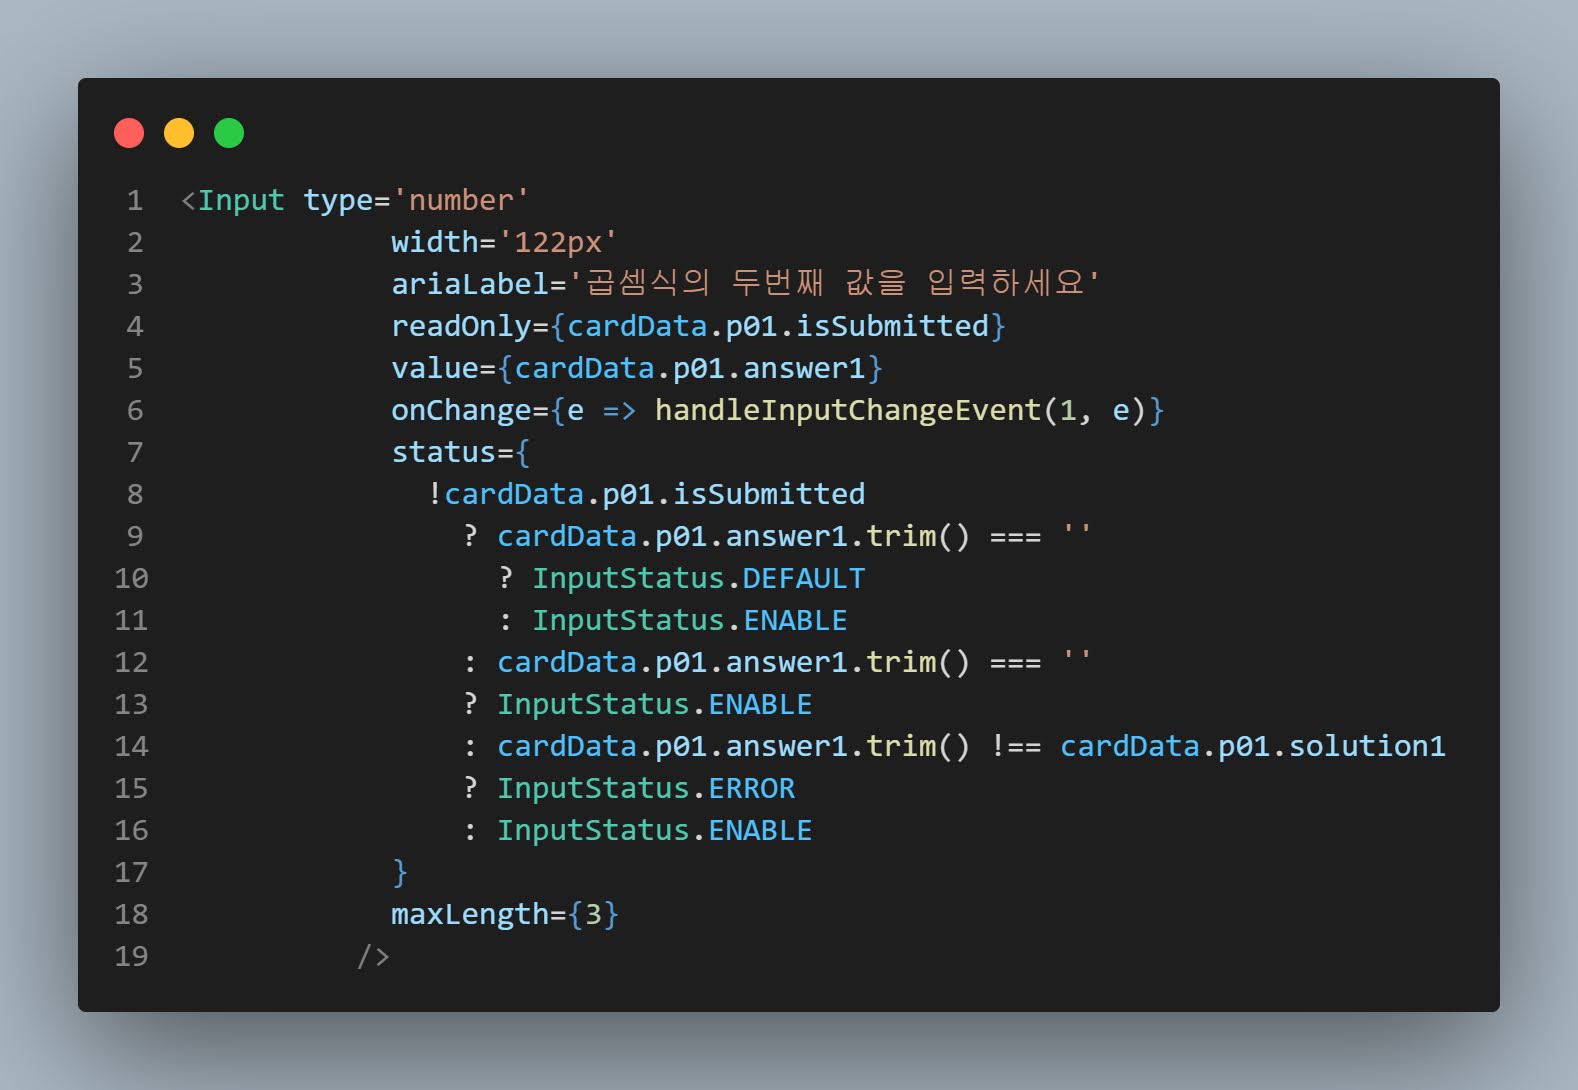 1 <Input type='number'
2 width='122px'
3 ariaLabel='곱셈식의 두번째 값을 입력하세요'
4 readOnly={cardData.p01.isSubmitted}
5 value={cardData.p01.answer1}
6 onChange={e => handleInputChangeEvent(1, e)}
7 status={
8 !cardData.p01.isSubmitted
9 ? cardData.p01.answer1.trim() === ''
10 ? InputStatus.DEFAULT
11 : InputStatus.ENABLE
12 : cardData.p01.answer1.trim() === ''
13 ? InputStatus.ENABLE
14 : cardData.p01.answer1.trim() !== cardData.p01.solution1
15 ? InputStatus.ERROR
16 : InputStatus.ENABLE
17 }
18 maxLength={3}
19 />